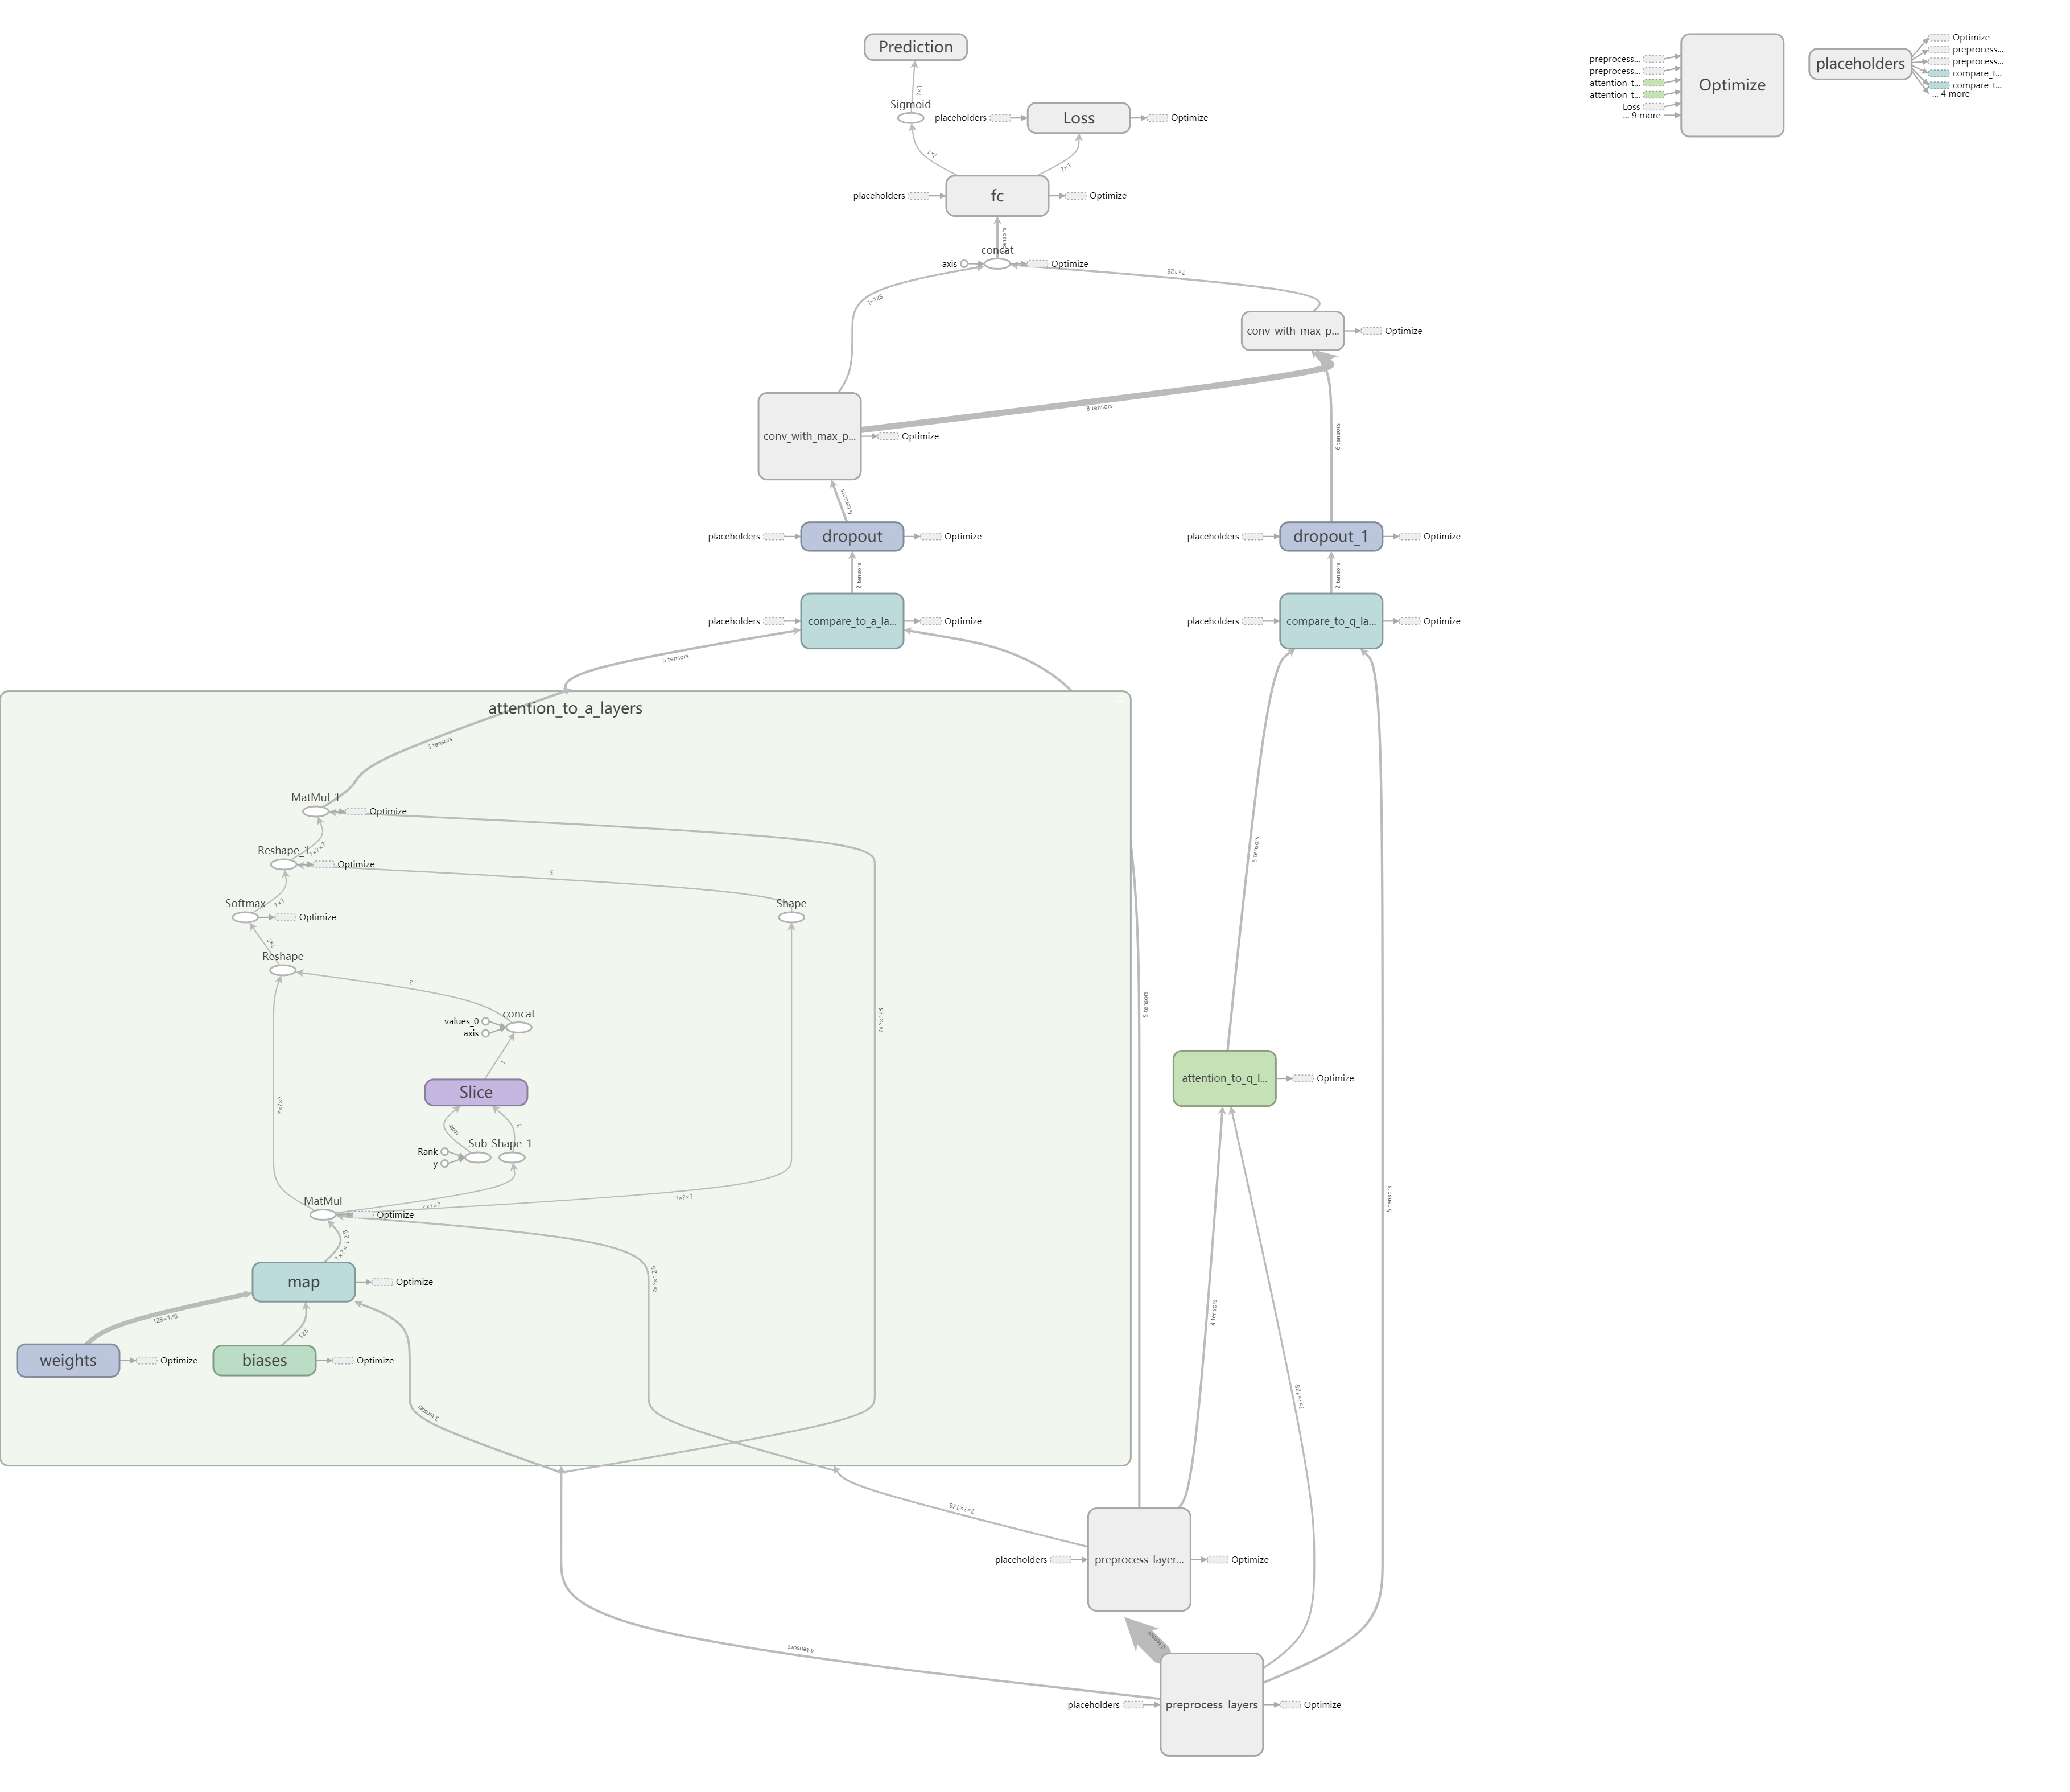 Prediction
?×1
Sigmoid
placeholders
Loss
Optimize
?×1
?×1
placeholders
fc
Optimize
tensors
concat
axis
Optimize
?×128
?×128
conv_with_max_p...
Optimize
8 tensors
conv_with_max_p...
Optimize
6 tensors
6 tensors
placeholders
dropout
Optimize
placeholders
dropout_1
Optimize
2 tensors
2 tensors
placeholders
compare_to_a_la...
Optimize
placeholders
compare_to_q_la...
Optimize
5 tensors
attention_to_a_layers
5 tensors
MatMul_1
Optimize
Reshape_1
?×?×?
Optimize
3
5 tensors
Softmax
?×?
Optimize
Shape
?×?
Reshape
2
concat
values_0
axis
?×?×128
5 tensors
1
Slice
attention_to_q_l...
Optimize
?×?×?
scalar
3
Sub
Shape_1
Rank
y
MatMul
?×?×?
?×?×?
Optimize
5 tensors
?×?×128
?×?×128
map
Optimize
128×128
128
4 tensors
weights
Optimize
biases
Optimize
3 tensors
?×?×128
?×?×128
placeholders
preprocess_layer...
Optimize
0 tensor
4 tensors
placeholders
preprocess_layers
Optimize
preprocess...
preprocess...
attention_t...
attention_t...
Loss
... 9 more
Optimize
placeholders
Optimize
preprocess...
preprocess...
compare_t...
compare_t...
... 4 more